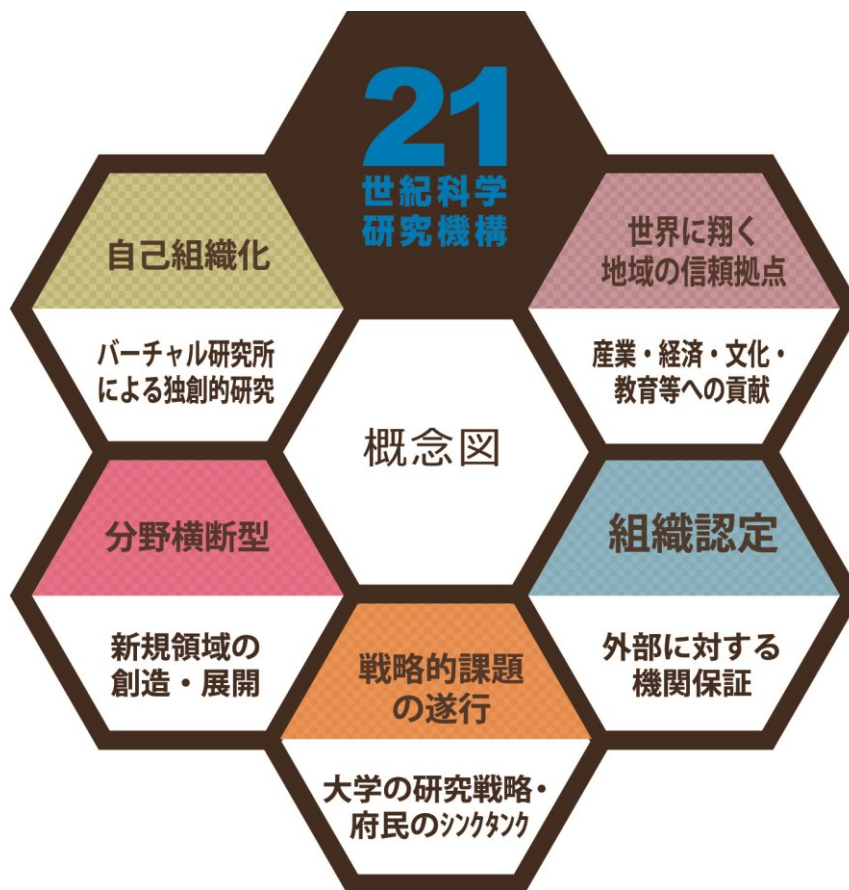 21
世紀科学
研究機構
自己組織化
バーチャル研究所
による独創的研究
世界に翔く
地域の信頼拠点
産業・経済・文化・
教育等への貢献
概念図
分野横断型
新規領域の
創造・展開
組織認定
外部に対する
機関保証
戦略的課題
の遂行
大学の研究戦略・
府民のシンクタンク